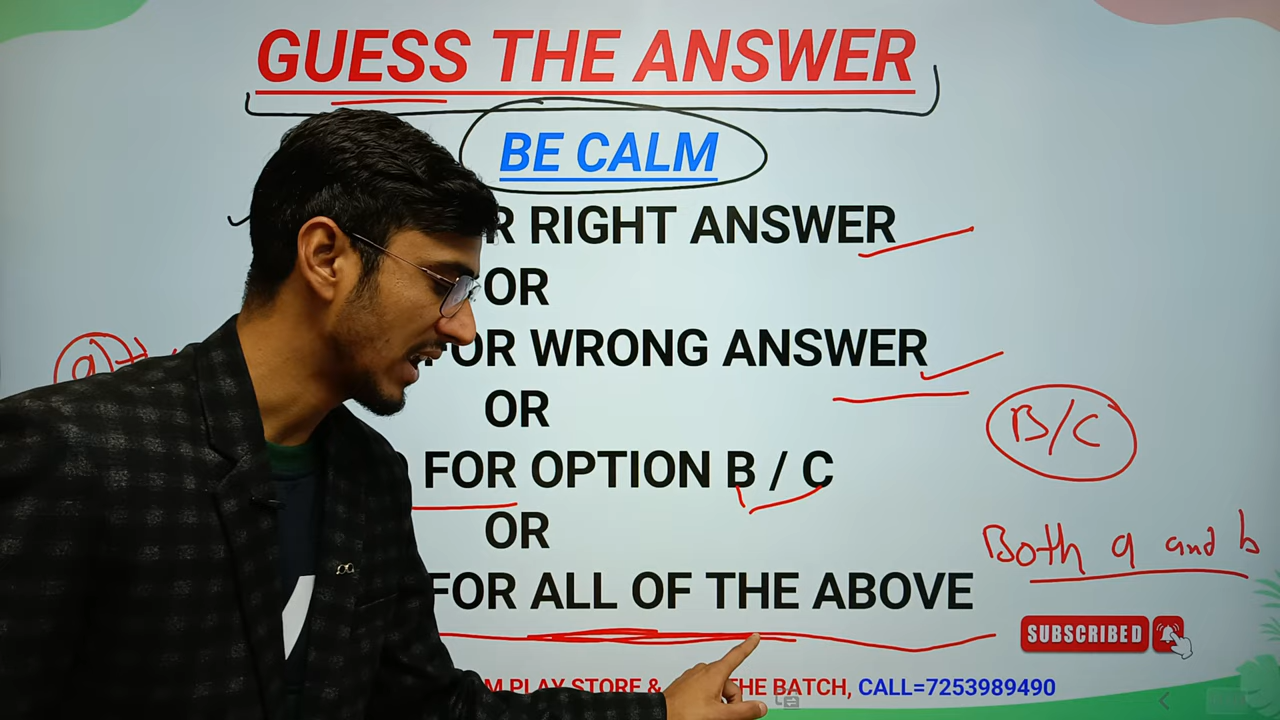 GUESS THE ANSWER
BE CALM
RIGHT ANSWER
OR
FOR WRONG ANSWER
OR
B/C
FOR OPTION B / C
OR
Both a and b
FOR ALL OF THE ABOVE
SUBSCRIBED
PLAY STORE & THE BATCH, CALL=7253989490